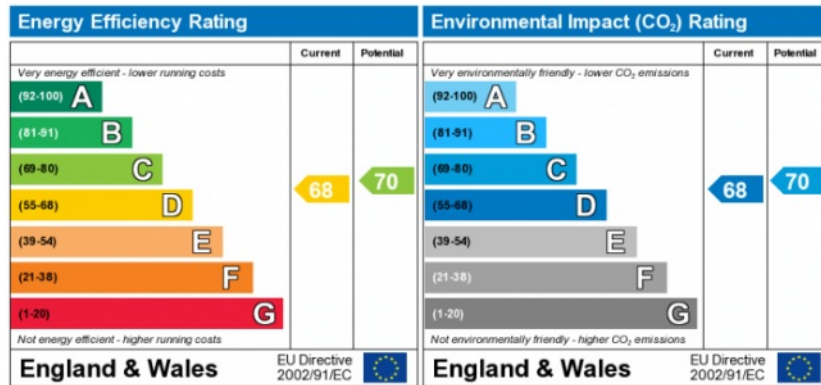 Energy Efficiency Rating
Current Potential
Very energy efficient - lower running costs
(92-100) A
(81-91) B
(69-80) C
(55-68) D
(39-54) E
(21-38) F
(1-20) G
68
70
Not energy efficient - higher running costs
England & Wales
EU Directive
2002/91/EC
Environmental Impact (CO₂) Rating
Current Potential
Very environmentally friendly - lower CO₂ emissions
(92-100) A
(81-91) B
(69-80) C
(55-68) D
(39-54) E
(21-38) F
(1-20) G
68
70
Not environmentally friendly - higher CO₂ emissions
England & Wales
EU Directive
2002/91/EC